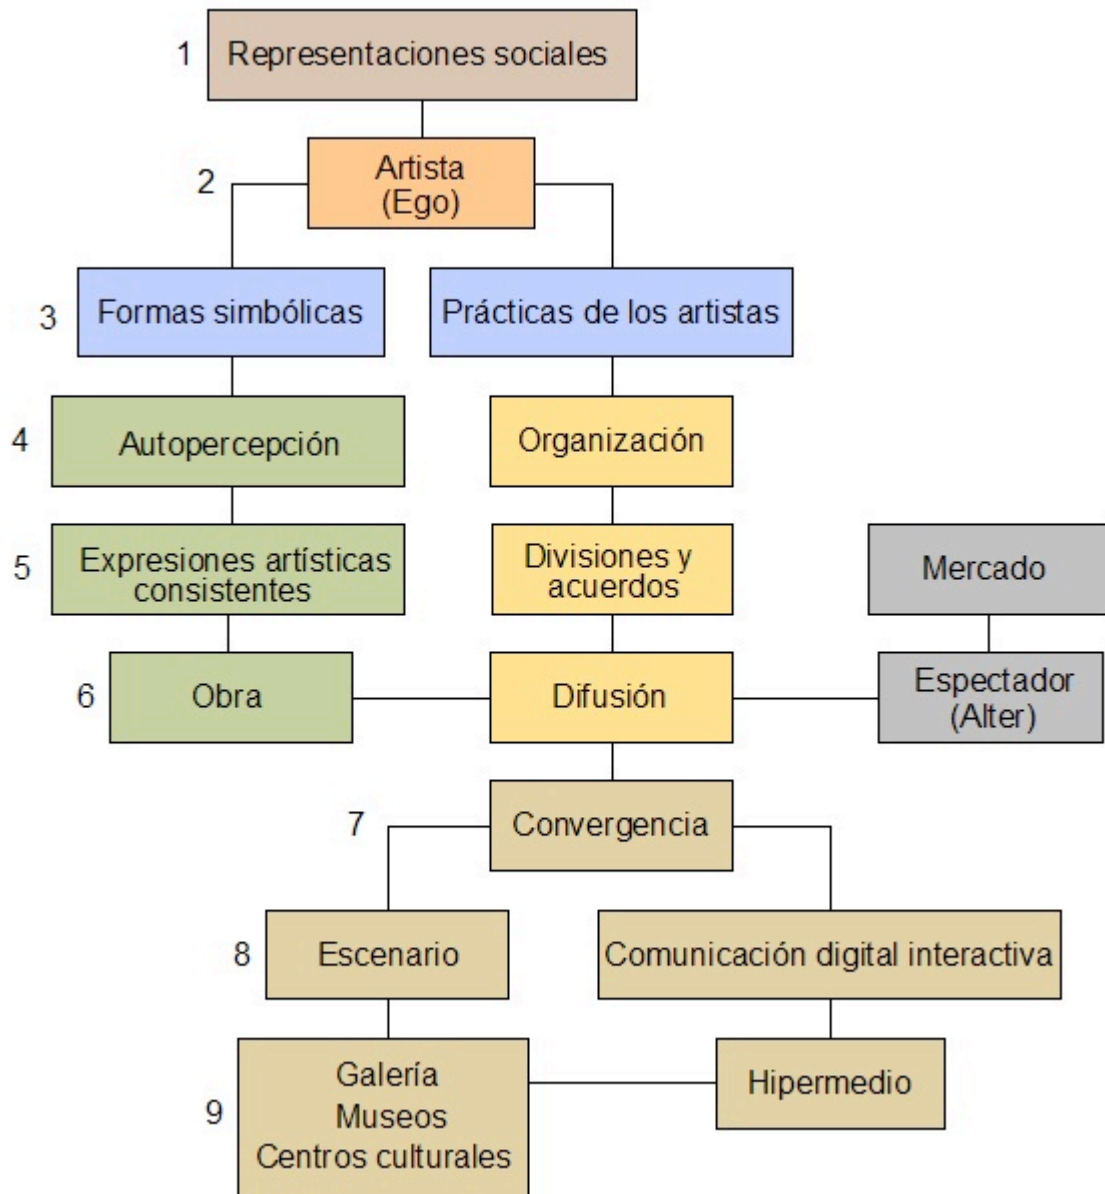 1
Representaciones sociales
2
Artista
(Ego)
3
Formas simbólicas
Prácticas de los artistas
4
Autopercepción
Organización
5
Expresiones artísticas
consistentes
Divisiones y
acuerdos
Mercado
6
Obra
Difusión
Espectador
(Alter)
7
Convergencia
8
Escenario
Comunicación digital interactiva
9
Galería
Museos
Centros culturales
Hipermedio